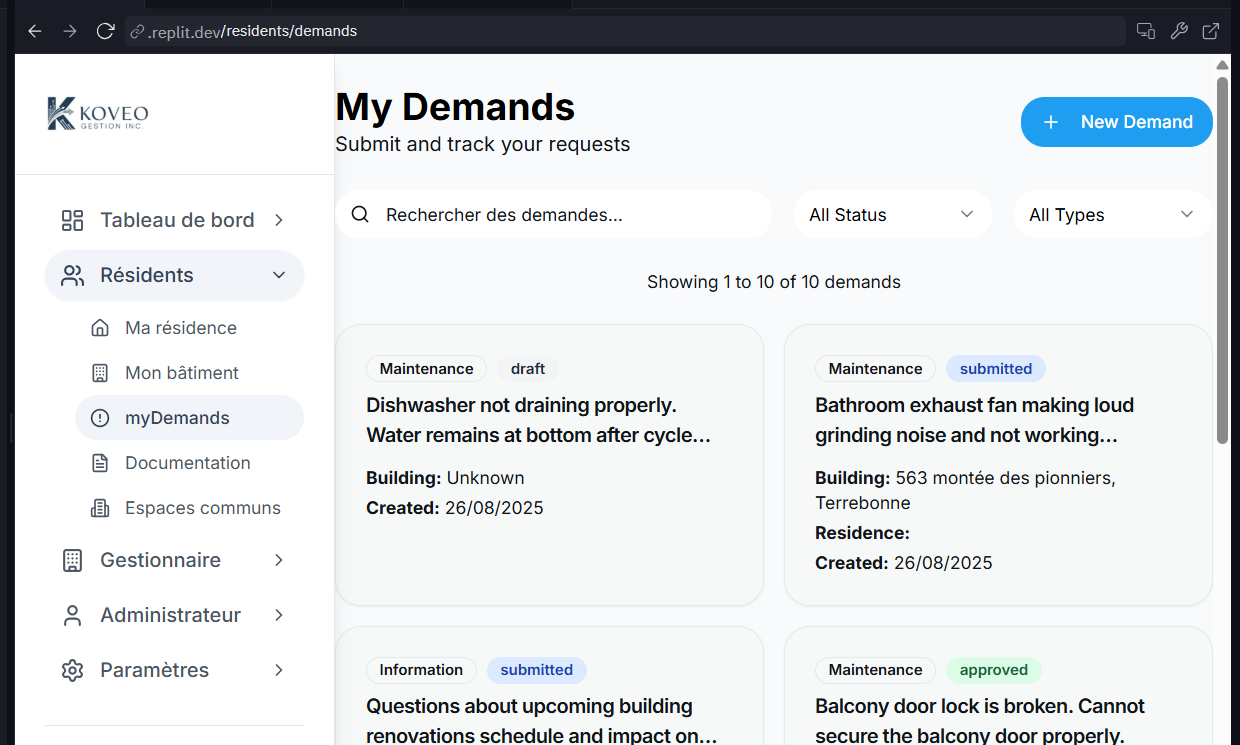 .replit.dev/residents/demands
KOVEO
GESTION INC.
Tableau de bord
Résidents
Ma résidence
Mon bâtiment
myDemands
Documentation
Espaces communs
Gestionnaire
Administrateur
Paramètres
My Demands
Submit and track your requests
+ New Demand
Rechercher des demandes...
All Status
All Types
Showing 1 to 10 of 10 demands
Maintenance
draft
Dishwasher not draining properly.
Water remains at bottom after cycle...
Building: Unknown
Created: 26/08/2025
Maintenance
submitted
Bathroom exhaust fan making loud
grinding noise and not working...
Building: 563 montée des pionniers,
Terrebonne
Residence:
Created: 26/08/2025
Information
submitted
Questions about upcoming building
renovations schedule and impact on...
Maintenance
approved
Balcony door lock is broken. Cannot
secure the balcony door properly.